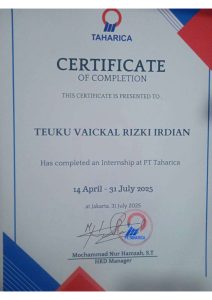 TAHARICA
CERTIFICATE
OF COMPLETION
THIS CERTIFICATE IS PRESENTED TO
TEUKU VAICKAL RIZKI IRDIAN
Has completed an Internship at PT Taharica
14 April - 31 July 2025
at Jakarta, 31 July 2025
TAHARICA
Mochammad Nur Hamzah, S.T
HRD Manager